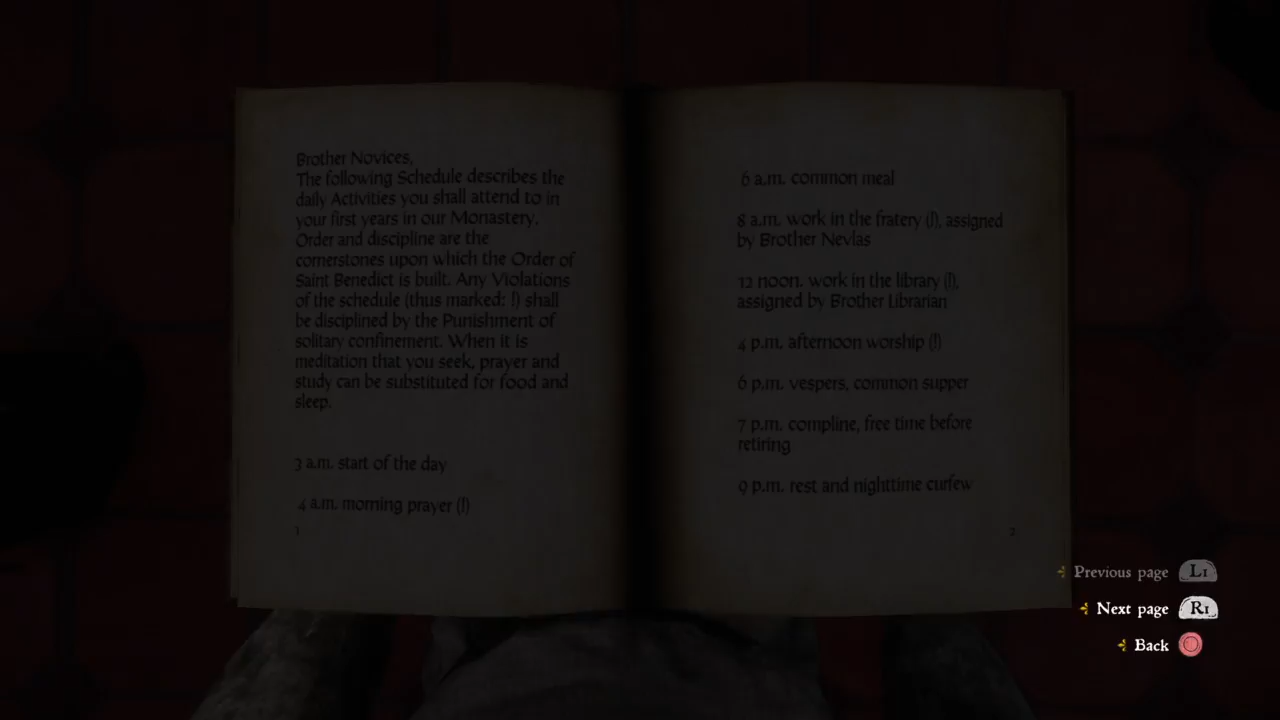 Brother Novices,
The following Schedule describes the
daily Activities you shall attend to in
your first years in our Monastery.
Order and discipline are the
cornerstones upon which the Order of
Saint Benedict is built. Any Violations
of the schedule (thus marked: !) shall
be disciplined by the Punishment of
solitary confinement. When it is
meditation that you seek, prayer and
study can be substituted for food and
sleep.
3 a.m. start of the day
4 a.m. morning prayer (!)
1
6 a.m. common meal
8 a.m. work in the fratery (!), assigned
by Brother Nevlas
12 noon. work in the library (!),
assigned by Brother Librarian
4 p.m. afternoon worship (!)
6 p.m. vespers, common supper
7 p.m. compline, free time before
retiring
9 p.m. rest and nighttime curfew
2
Previous page L1
Next page R1
Back